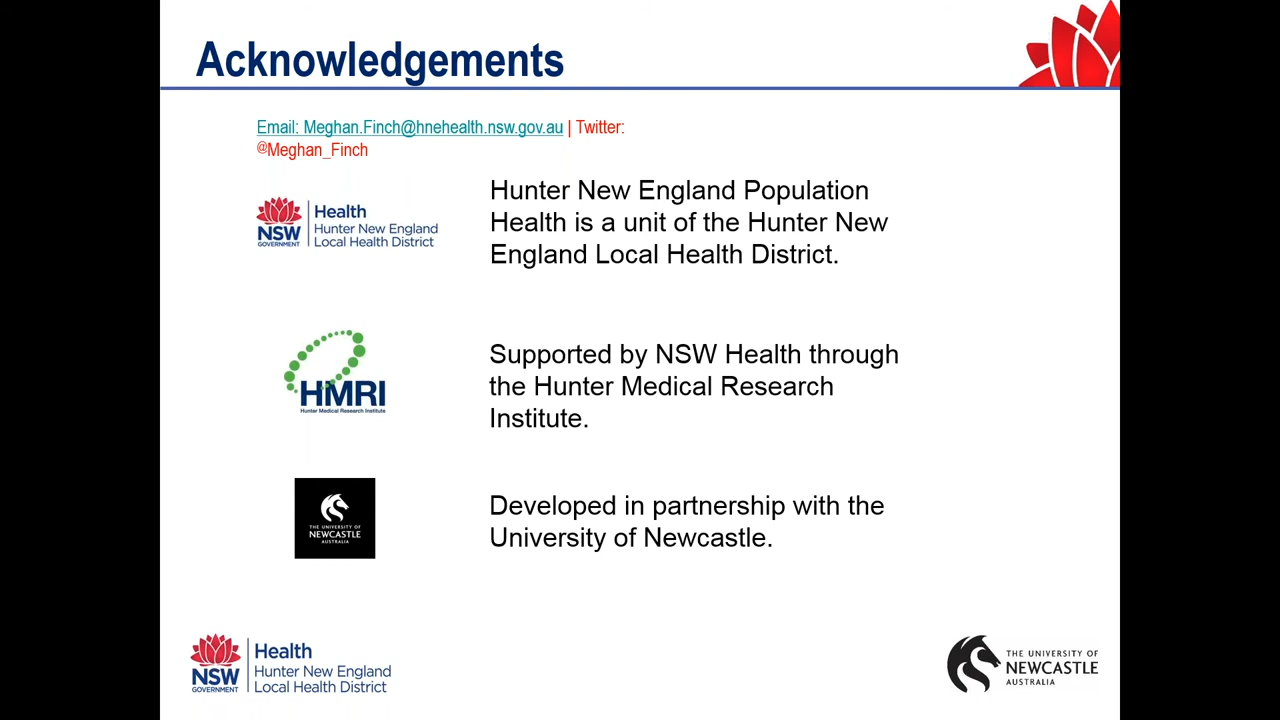 Acknowledgements
Email: Meghan.Finch@hnehealth.nsw.gov.au | Twitter:
@Meghan_Finch
NSW
GOVERNMENT
Health
Hunter New England
Local Health District
Hunter New England Population
Health is a unit of the Hunter New
England Local Health District.
HMRI
Hunter Medical Research Institute
Supported by NSW Health through
the Hunter Medical Research
Institute.
THE UNIVERSITY OF
NEWCASTLE
AUSTRALIA
Developed in partnership with the
University of Newcastle.
NSW
GOVERNMENT
Health
Hunter New England
Local Health District
THE UNIVERSITY OF
NEWCASTLE
AUSTRALIA